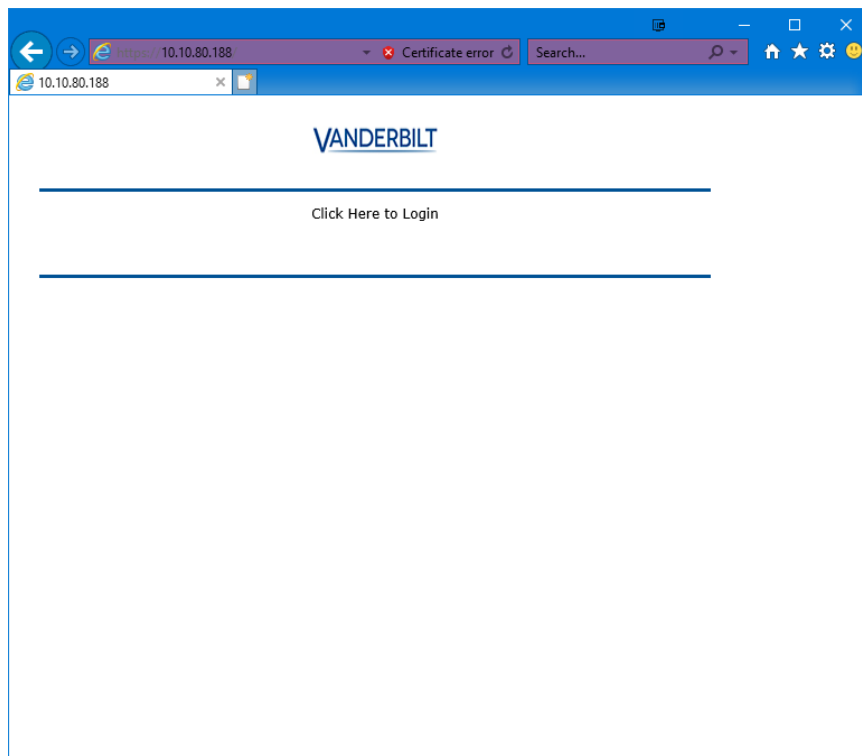 https://10.10.80.188
Certificate error
Search...
10.10.80.188
VANDERBILT
Click Here to Login